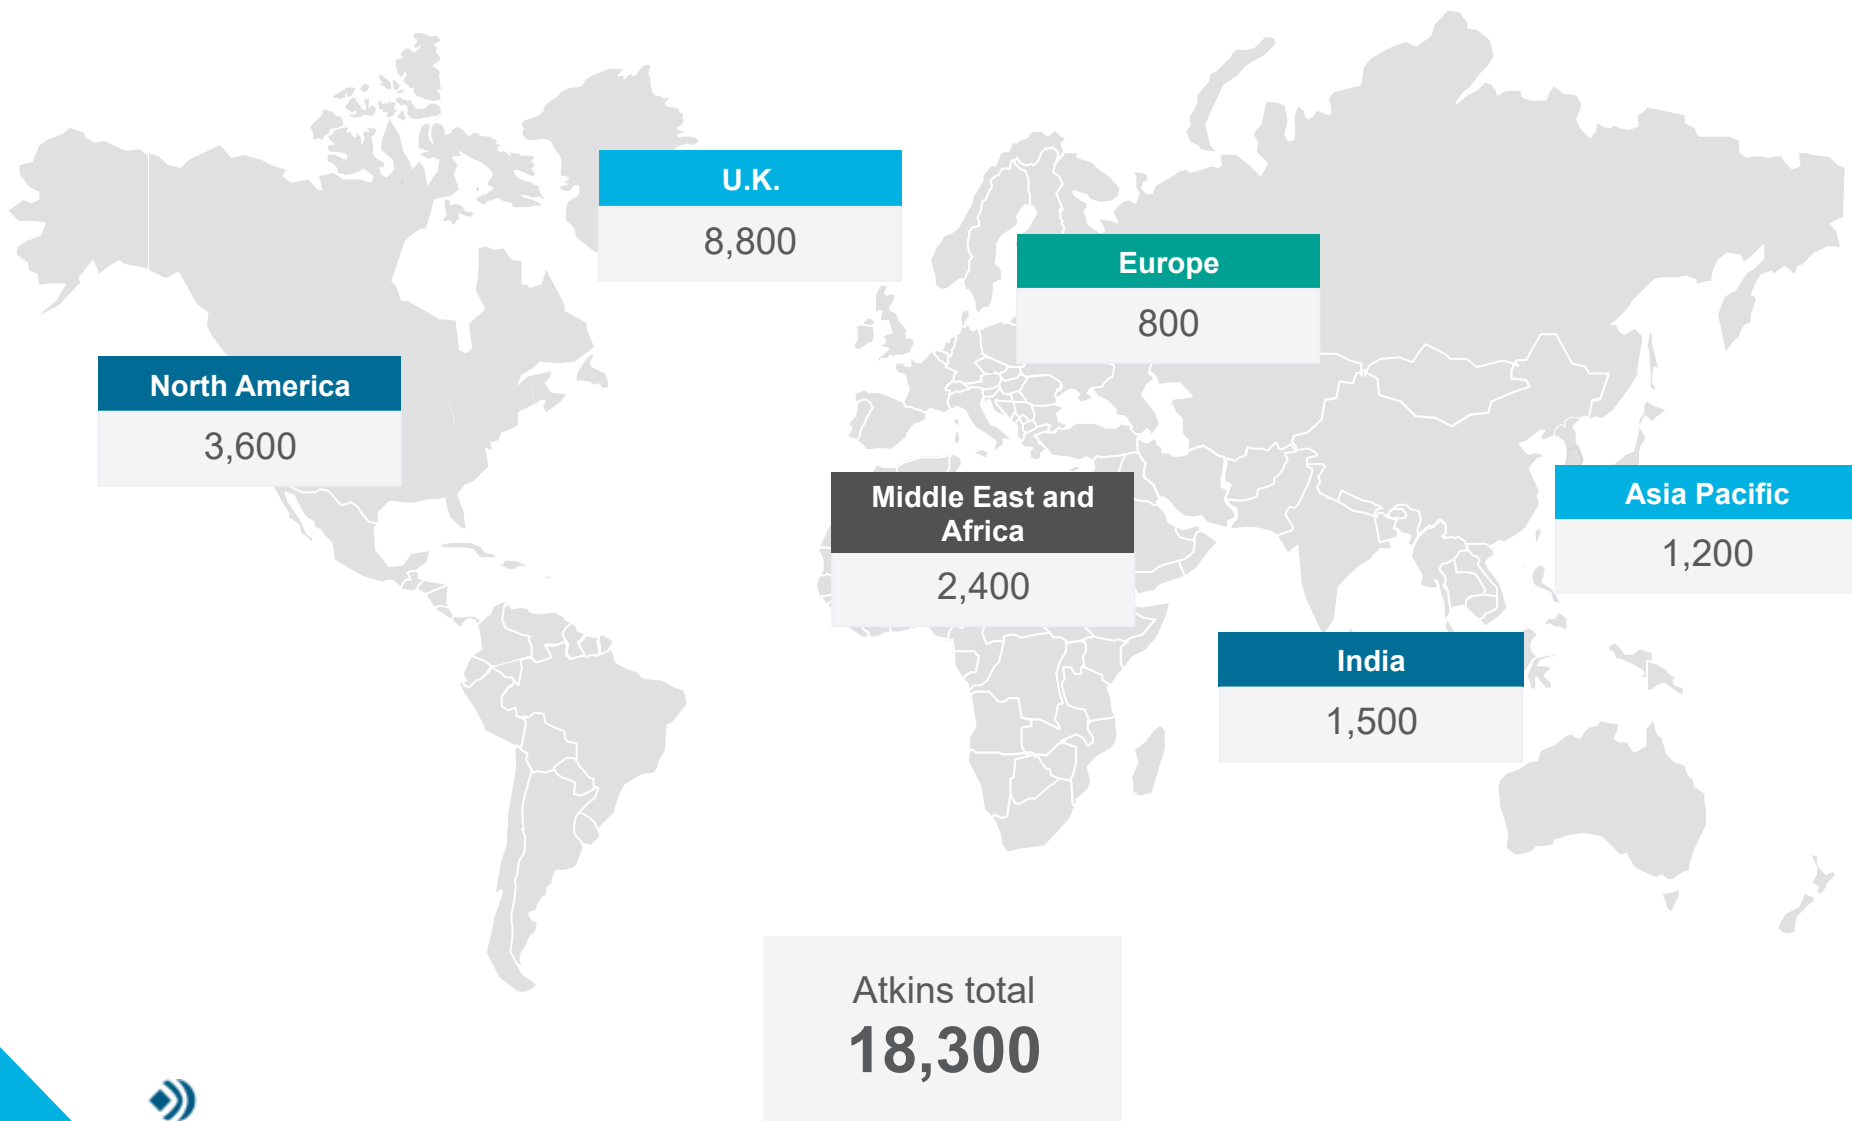 U.K.
8,800
Europe
800
North America
3,600
Middle East and
Africa
2,400
Asia Pacific
1,200
India
1,500
Atkins total
18,300